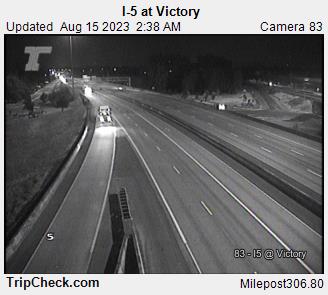 I-5 at Victory
Updated Aug 15 2023 2:38 AM Camera 83
T
S
83 - I5 @ Victory
TripCheck.com Milepost306.80